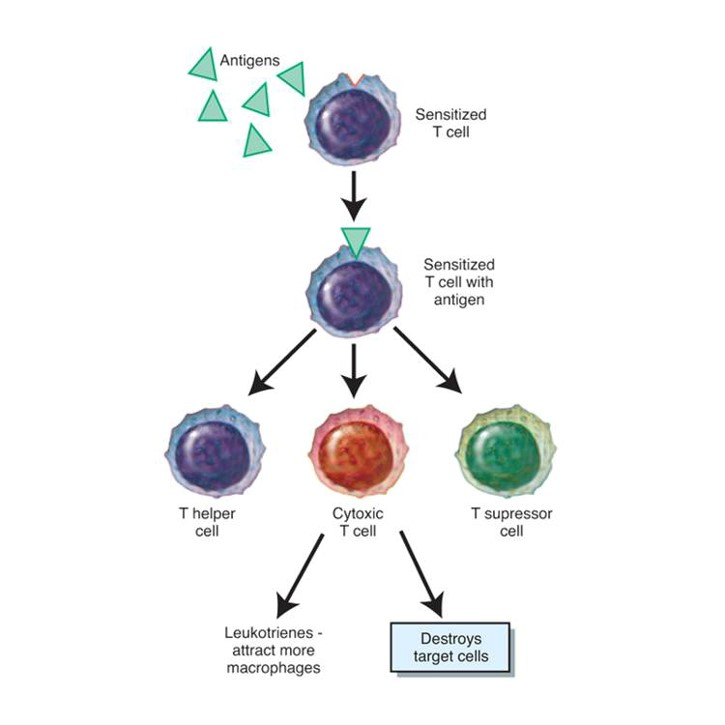 Antigens
Sensitized
T cell
Sensitized
T cell with
antigen
T helper
cell
Cytoxic
T cell
T supressor
cell
Leukotrienes -
attract more
macrophages
Destroys
target cells